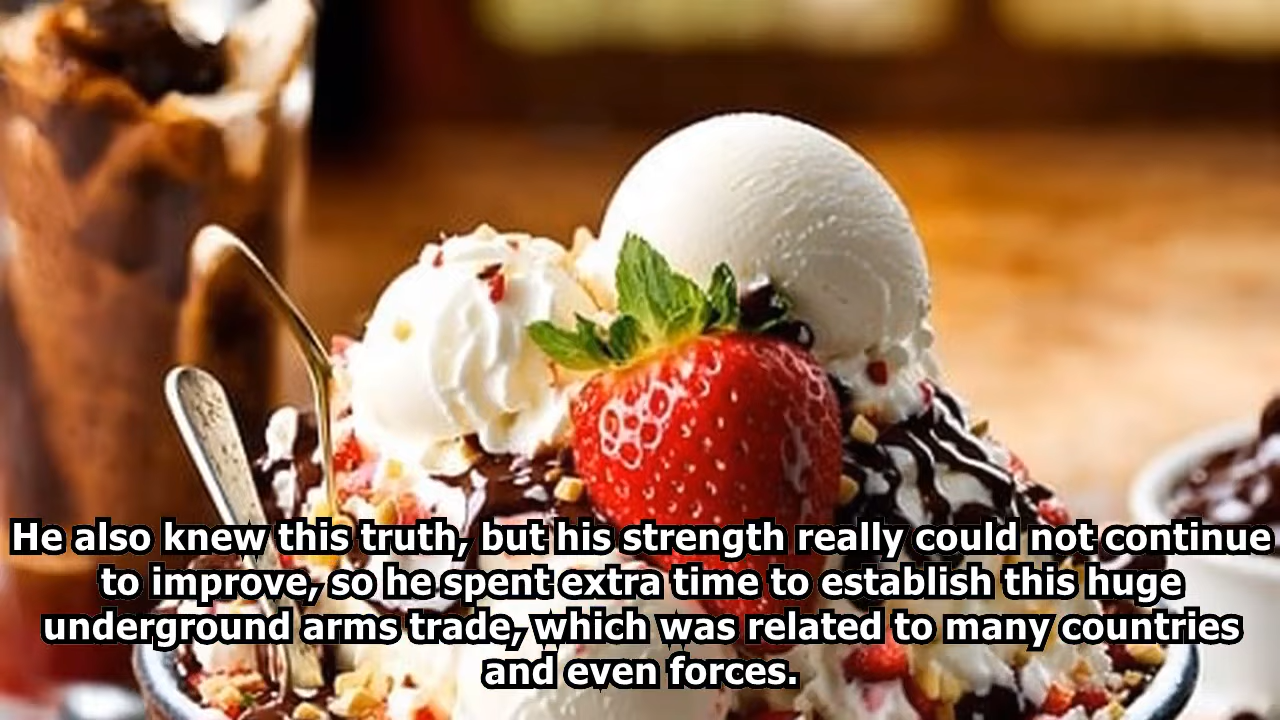 He also knew this truth, but his strength really could not continue
to improve, so he spent extra time to establish this huge
underground arms trade, which was related to many countries
and even forces.